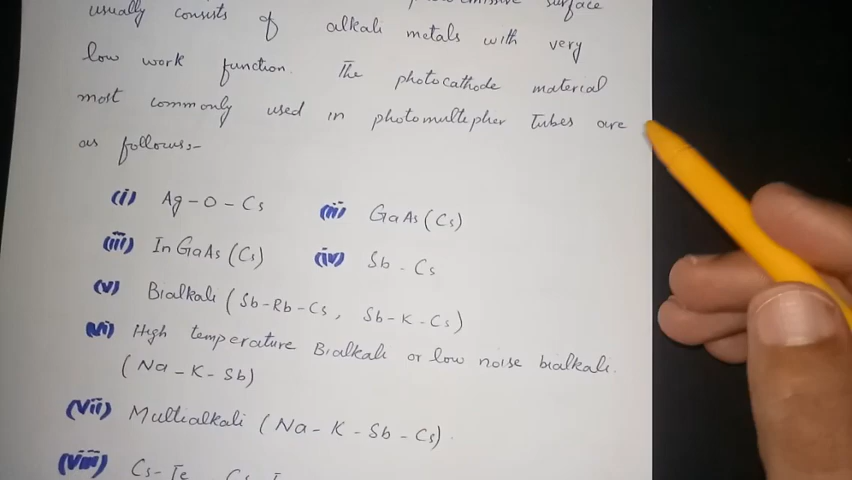 surface
usually consists of alkali metals with very
low work function. The photocathode material
most commonly used in photomultepher Tubes are
as follows:-
(i) Ag-O-Cs (ii) GaAs (Cs)
(iii) InGaAs (Cs) (iv) Sb-Cs
(v) Bialkali (Sb-Rb-Cs, Sb-K-Cs)
(vi) High temperature Bialkali or low noise bialkali.
(Na-K-Sb)
(vii) Multialkali (Na-K-Sb-Cs).
(viii) Cs-Te